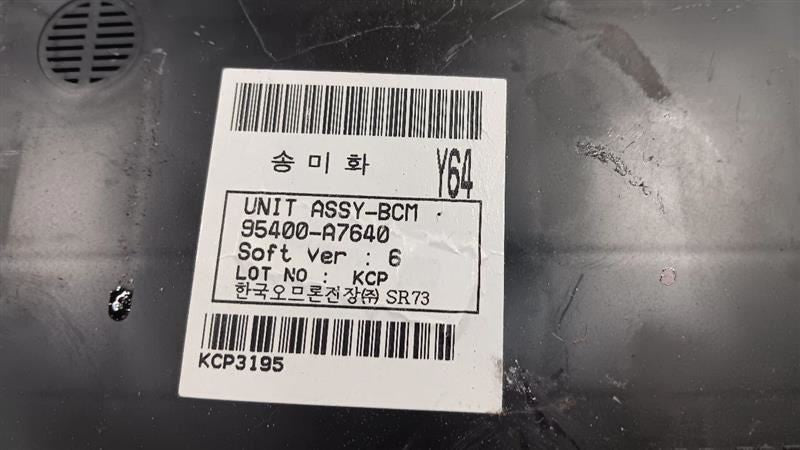 송미화 Y64
UNIT ASSY-BCM
95400-A7640
Soft Ver : 6
LOT NO : KCP
한국오므론전장㈜ SR73
KCP3195